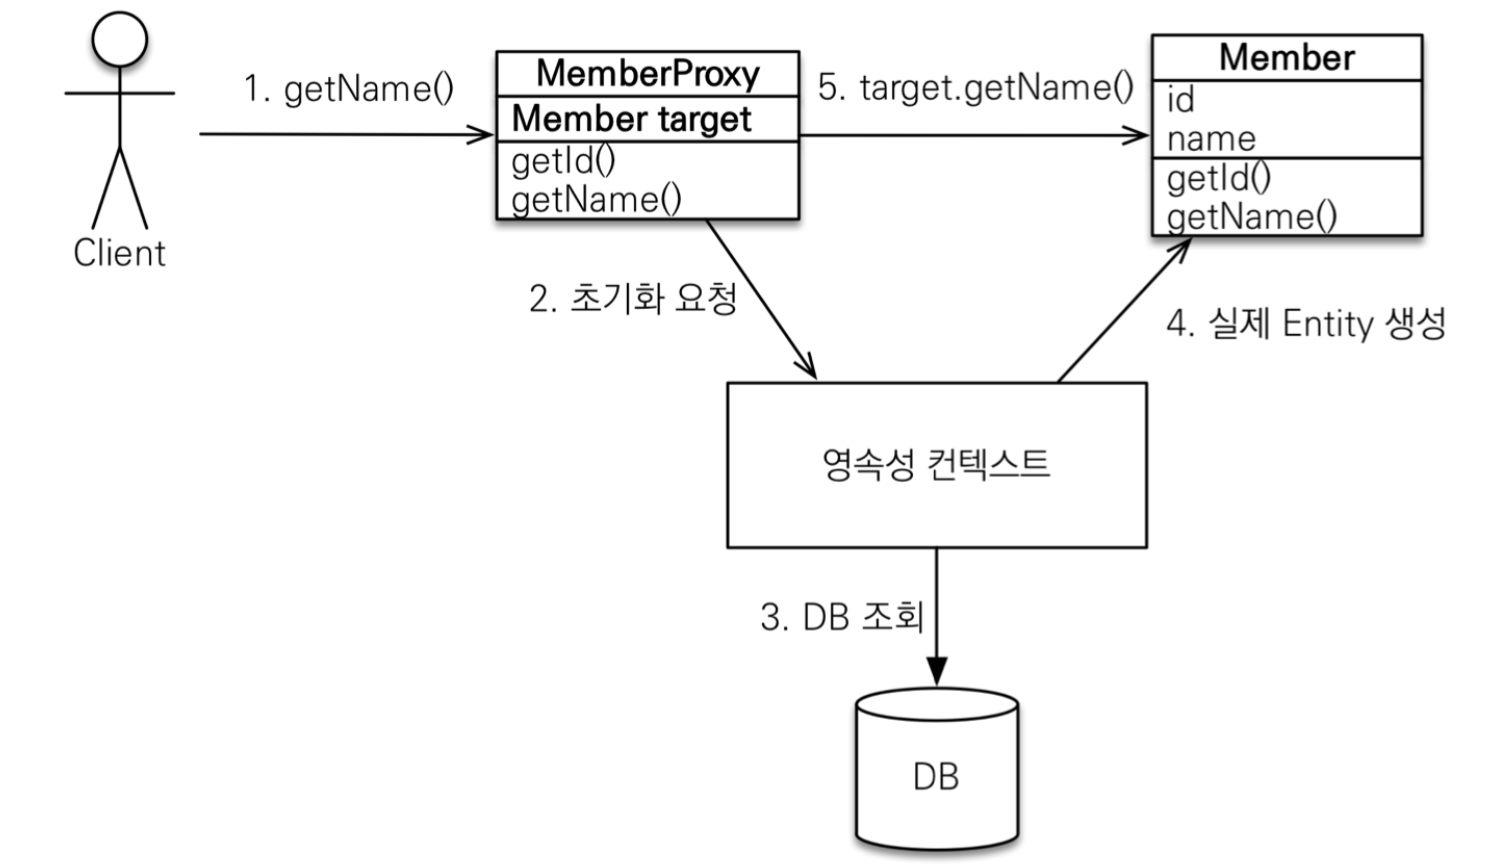 1. getName()
MemberProxy
Member target
getId()
getName()
5. target.getName()
Member
id
name
getId()
getName()
Client
2. 초기화 요청
4. 실제 Entity 생성
영속성 컨텍스트
3. DB 조회
DB